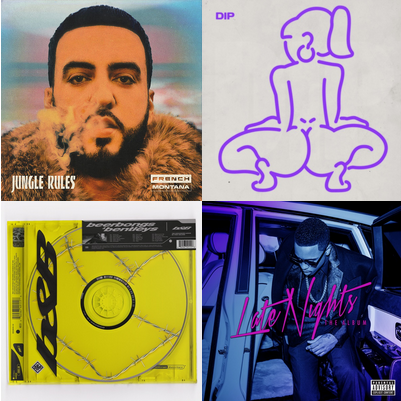 JUNGLE RULES
FRENCH
MONTANA
DIP
beerbongs
bentleys
b&b
Late Nights
THE ALBUM
PARENTAL
ADVISORY
EXPLICIT CONTENT